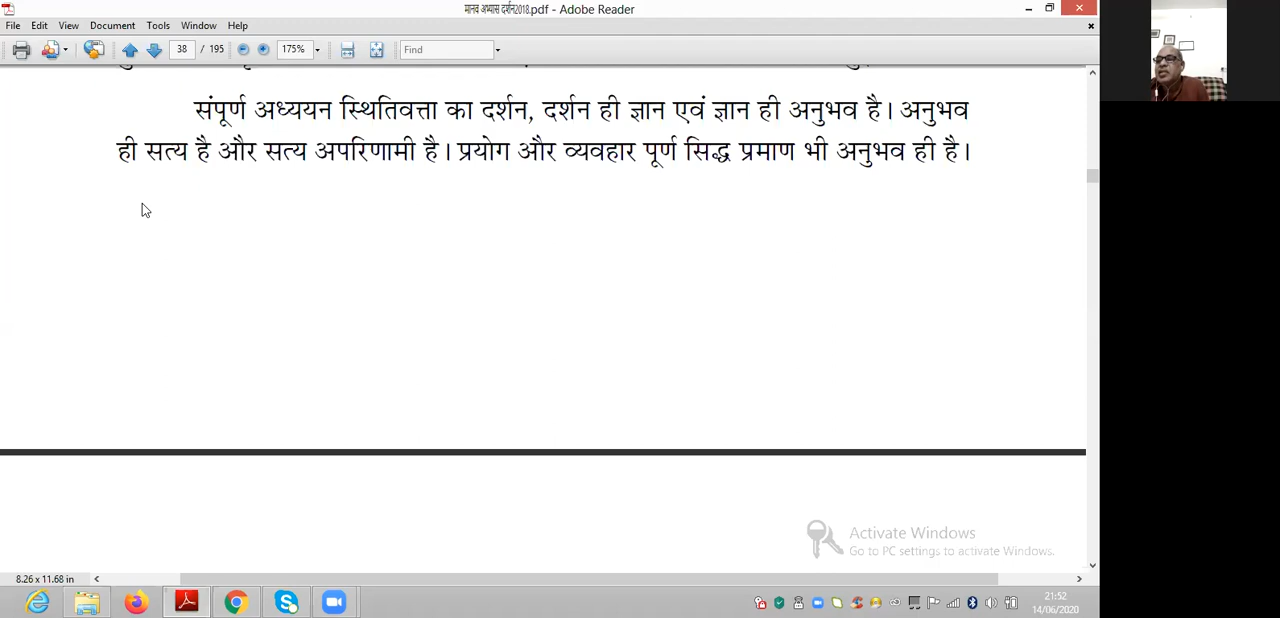 मानव अभ्यास दर्शन2018.pdf - Adobe Reader
File Edit View Document Tools Window Help
38 / 195 175% Find
संपूर्ण अध्ययन स्थितिवत्ता का दर्शन, दर्शन ही ज्ञान एवं ज्ञान ही अनुभव है। अनुभव
ही सत्य है और सत्य अपरिणामी है। प्रयोग और व्यवहार पूर्ण सिद्ध प्रमाण भी अनुभव ही है।
Activate Windows
Go to PC settings to activate Windows.
8.26 x 11.68 in
21:52
14/06/2020